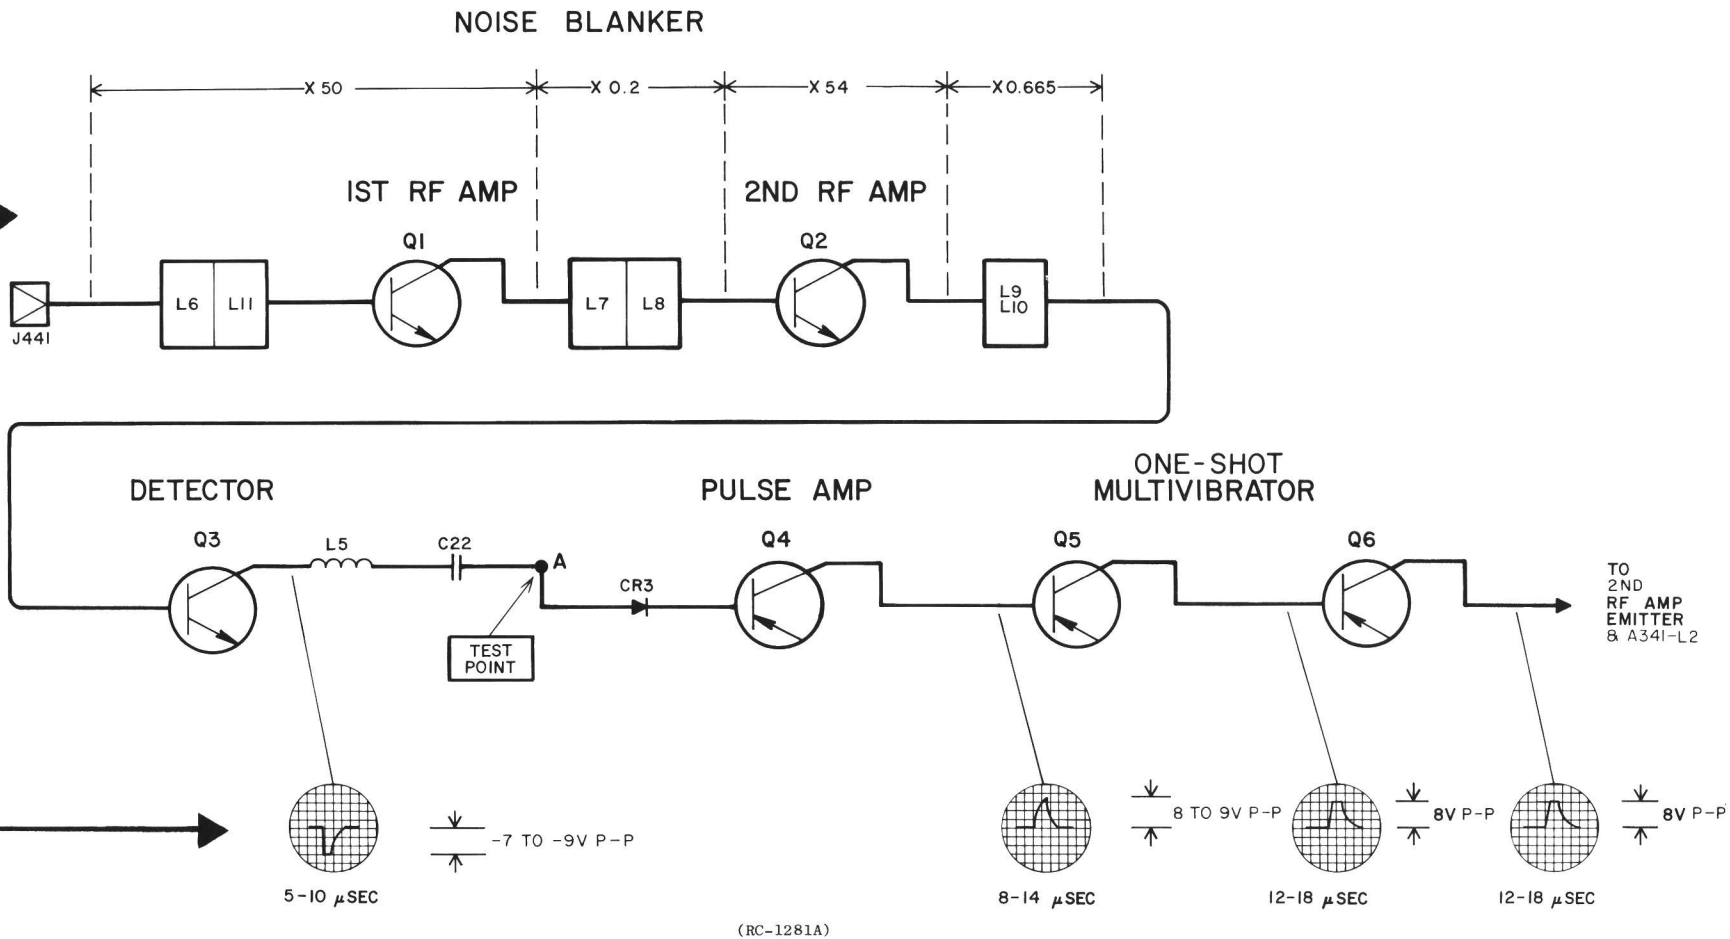 NOISE BLANKER
X 50
X 0.2
X 54
X 0.665
1ST RF AMP
2ND RF AMP
Q1
Q2
J441
L6
L11
L7
L8
L9
L10
DETECTOR
PULSE AMP
ONE-SHOT
MULTIVIBRATOR
Q3
L5
C22
A
CR3
Q4
Q5
Q6
TEST
POINT
TO
2ND
RF AMP
EMITTER
& A341-L2
-7 TO -9V P-P
8 TO 9V P-P
8V P-P
8V P-P
5-10 μSEC
8-14 μSEC
12-18 μSEC
12-18 μSEC
(RC-1281A)